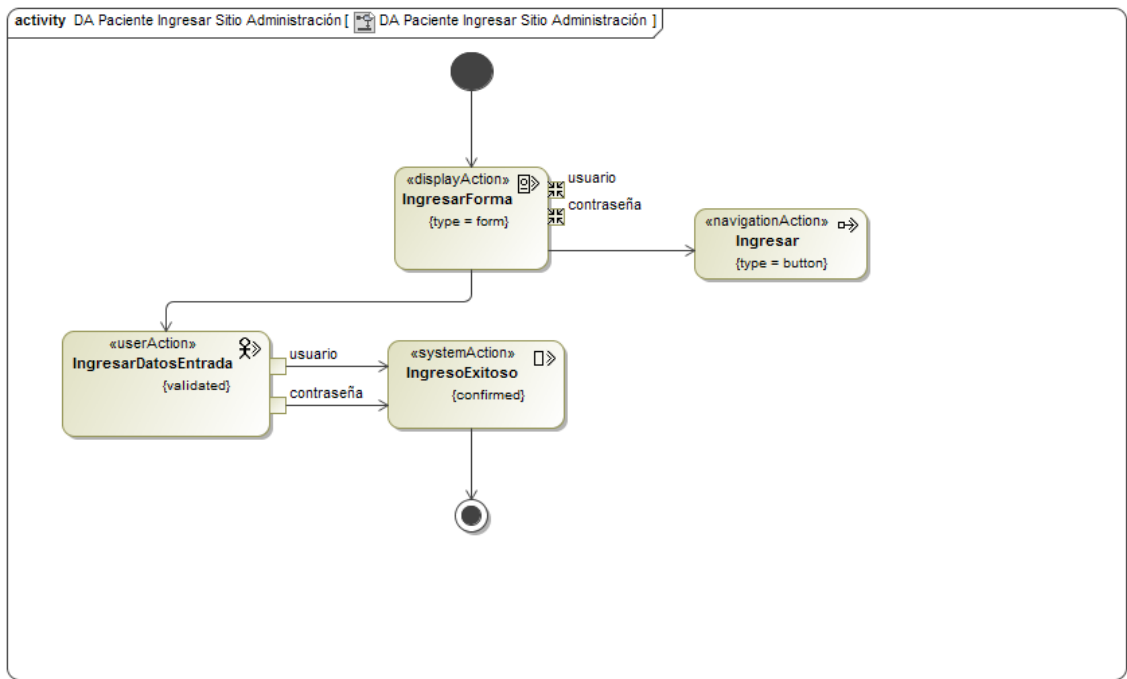 activity DA Paciente Ingresar Sitio Administración [ DA Paciente Ingresar Sitio Administración ]
«displayAction»
IngresarForma
{type = form}
usuario
contraseña
«navigationAction»
Ingresar
{type = button}
«userAction»
IngresarDatosEntrada
{validated}
usuario
contraseña
«systemAction»
IngresoExitoso
{confirmed}